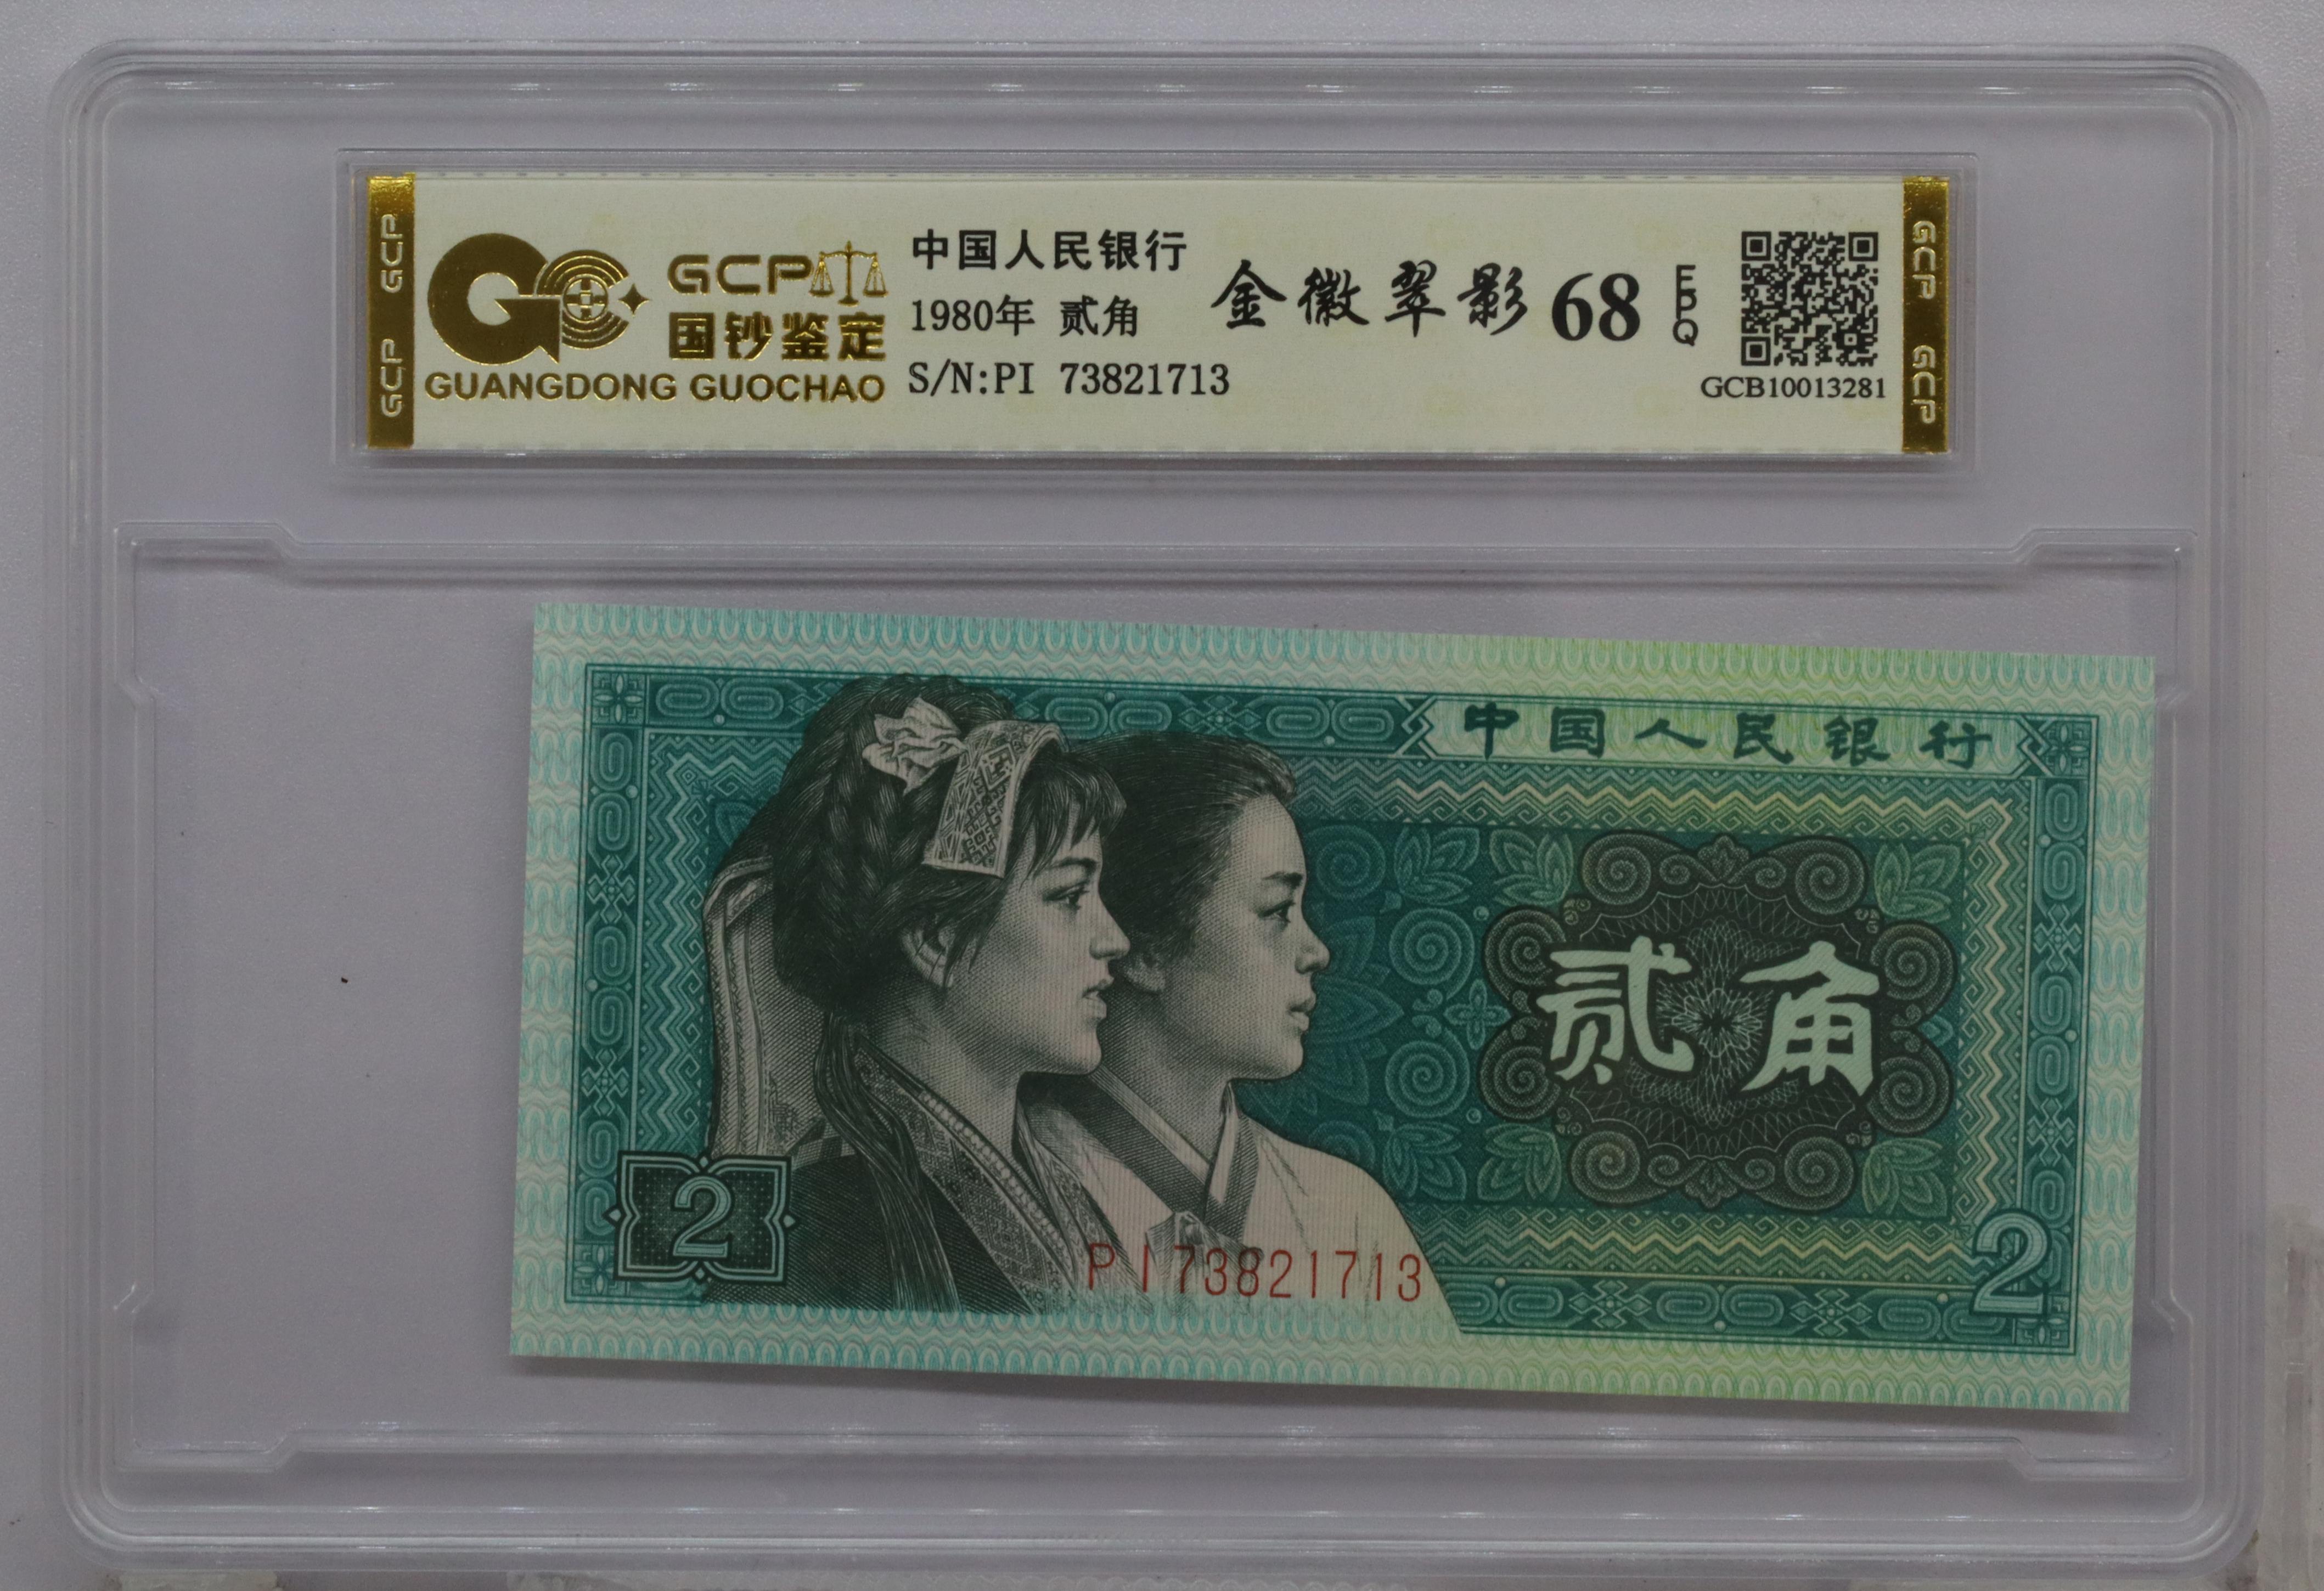 GCP GCP
GCP
国钞鉴定
GUANGDONG GUOCHAO
中国人民银行
1980年 贰角
S/N:PI 73821713
金徽翠影 68 EPQ
GCB10013281
GCP GCP
中国人民银行
贰角
2
PI73821713
2